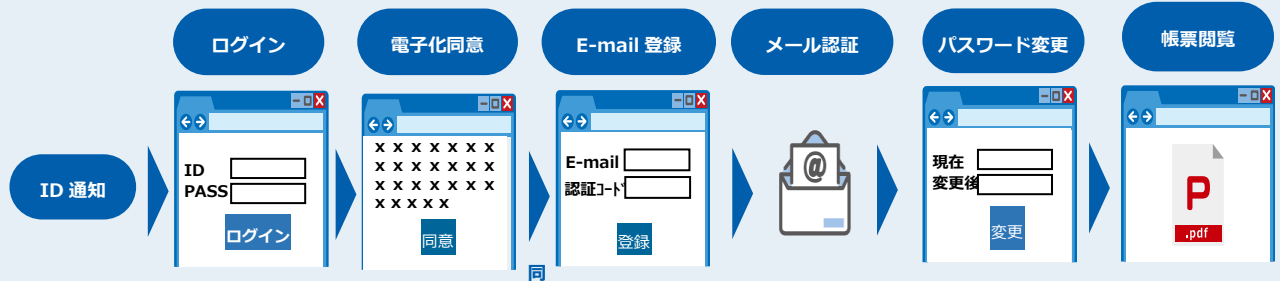 ログイン
電子化同意
E-mail 登録
メール認証
パスワード変更
帳票閲覧
ID 通知
ID
PASS
ログイン
x x x x x x x
x x x x x x x
x x x x x x x
x x x x x
同意
E-mail
認証ｺｰﾄﾞ
登録
@
現在
変更後
変更
P
.pdf
同